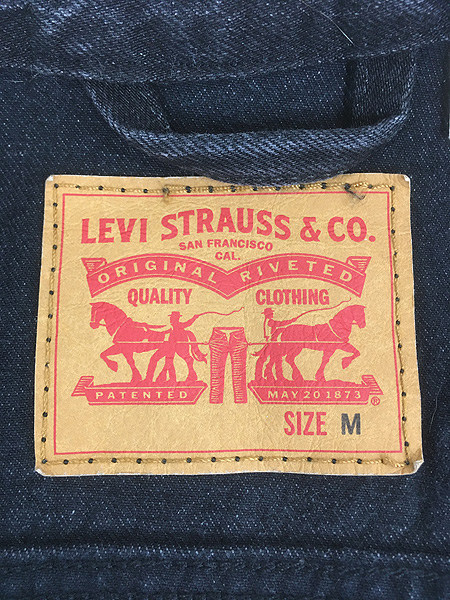 LEVI STRAUSS & CO.
SAN FRANCISCO
CAL.
ORIGINAL RIVETED
QUALITY CLOTHING
PATENTED MAY 20 1873
®
SIZE M